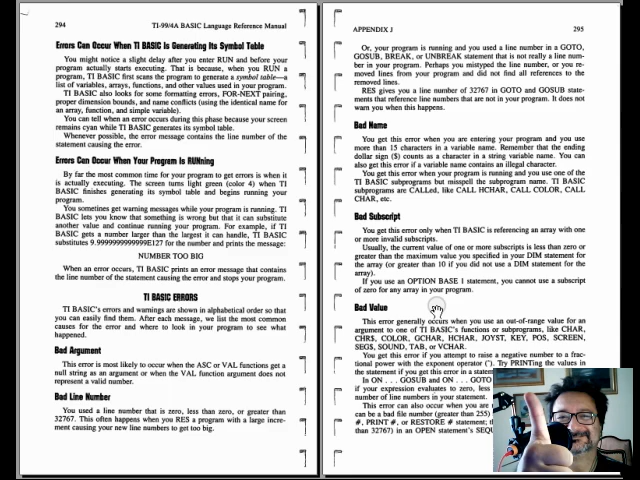 294 TI-99/4A BASIC Language Reference Manual
Errors Can Occur When TI BASIC Is Generating Its Symbol Table
You might notice a slight delay after you enter RUN and before your
program actually starts executing. That is because, when you RUN a
program, TI BASIC first scans the program to generate a symbol table—a
list of variables, arrays, functions, and other values used in your program.
TI BASIC also looks for some formatting errors, FOR-NEXT pairing,
proper dimension bounds, and name conflicts (using the identical name for
an array, function, and simple variable).
You can tell when an error occurs during this phase because your screen
remains cyan while TI BASIC generates its symbol table.
Whenever possible, the error message contains the line number of the
statement causing the error.
Errors Can Occur When Your Program Is RUNning
By far the most common time for your program to get errors is when it
is actually executing. The screen turns light green (color 4) when TI
BASIC finishes generating its symbol table and begins running your
program.
You sometimes get warning messages while your program is running. TI
BASIC lets you know that something is wrong but that it can substitute
another value and continue running your program. For example, if TI
BASIC gets a number larger than the largest it can handle, TI BASIC
substitutes 9.9999999999999E127 for the number and prints the message:
NUMBER TOO BIG
When an error occurs, TI BASIC prints an error message that contains
the line number of the statement causing the error and stops your program.
TI BASIC ERRORS
TI BASIC's errors and warnings are shown in alphabetical order so that
you can easily find them. After each message, we list the most common
causes for the error and where to look in your program to see what
happened.
Bad Argument
This error is most likely to occur when the ASC or VAL functions get a
null string as an argument or when the VAL function argument does not
represent a valid number.
Bad Line Number
You used a line number that is zero, less than zero, or greater than
32767. This often happens when you RES a program with a large incre-
ment causing your new line numbers to get too big.
APPENDIX J 295
Or, your program is running and you used a line number in a GOTO,
GOSUB, BREAK, or UNBREAK statement that is not really a line num-
ber in your program. Perhaps you mistyped the line number, or you re-
moved lines from your program and did not find all references to the
removed lines.
RES gives you a line number of 32767 in GOTO and GOSUB state-
ments that reference line numbers that are not in your program. It does not
warn you when this happens.
Bad Name
You get this error when you are entering your program and you use
more than 15 characters in a variable name. Remember that the ending
dollar sign ($) counts as a character in a string variable name. You can
also get this error if a variable name contains an illegal character.
You get this error when your program is running and you use one of the
TI BASIC subprograms but misspell the subprogram name. TI BASIC
subprograms are CALLed, like CALL HCHAR, CALL COLOR, CALL
CHAR, etc.
Bad Subscript
You get this error only when TI BASIC is referencing an array with one
or more invalid subscripts.
Usually, the current value of one or more subscripts is less than zero or
greater than the maximum value you specified in your DIM statement for
the array (or greater than 10 if you did not use a DIM statement for the
array).
If you use an OPTION BASE 1 statement, you cannot use a subscript
of zero for any array in your program.
Bad Value
This error generally occurs when you use an out-of-range value for an
argument to one of TI BASIC's functions or subprograms, like CHAR,
CHR$, COLOR, GCHAR, HCHAR, JOYST, KEY, POS, SCREEN,
SEG$, SOUND, TAB, or VCHAR.
You get this error if you attempt to raise a negative number to a frac-
tional power with the exponent operator (^). Try PRINTing the values in
the statement if you get this error in a statem
In ON . . . GOSUB and ON . . . GOTO
if your expression evaluates to zero, less
number of line numbers in your statement.
This error can also occur when you are
can be a bad file number (greater than 255)
#, PRINT #, or RESTORE # statement; th
than 32767) in an OPEN statement's SEQU